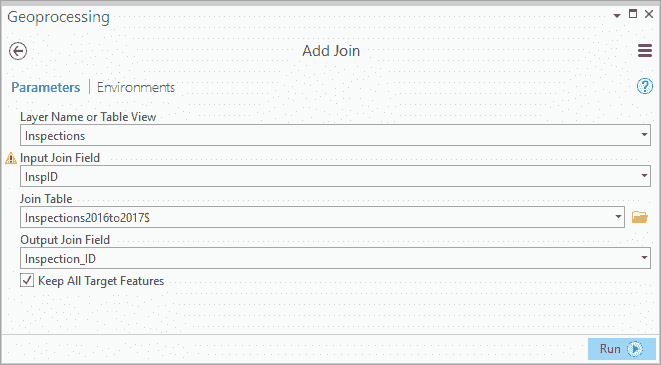 Geoprocessing
Add Join
Parameters Environments
Layer Name or Table View
Inspections
Input Join Field
InspID
Join Table
Inspections2016to2017$
Output Join Field
Inspection_ID
Keep All Target Features
Run